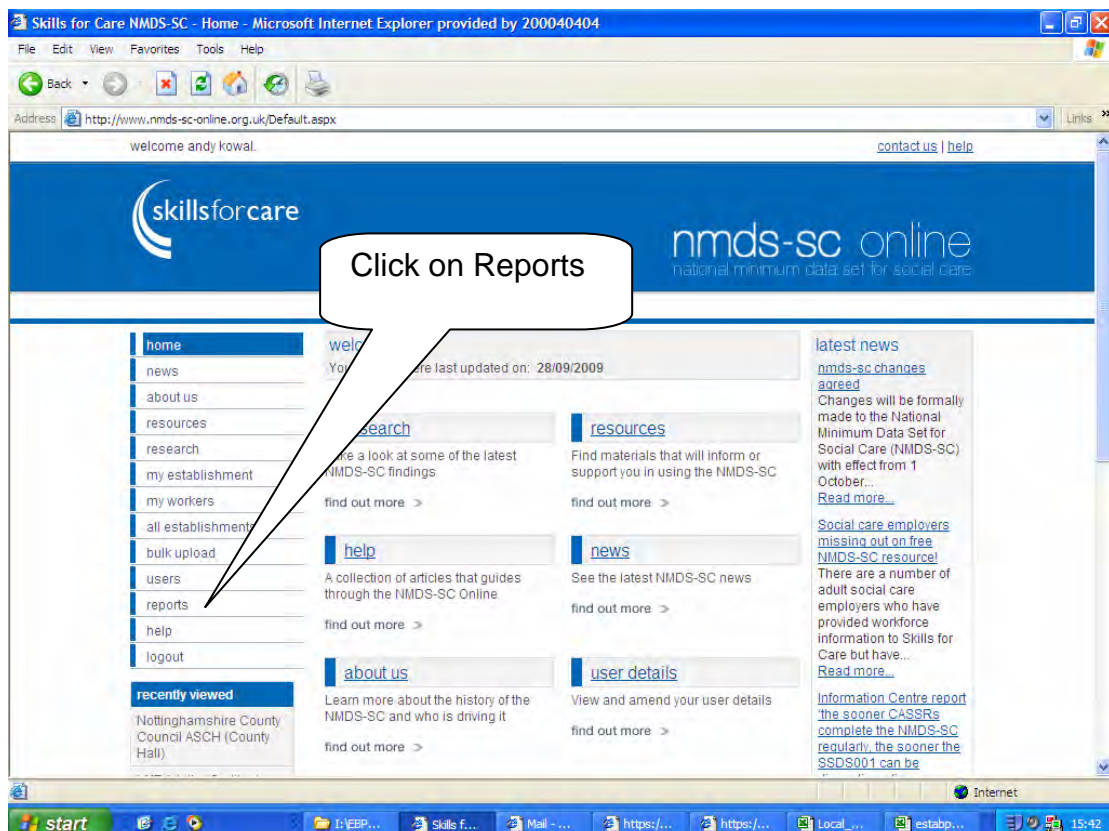 Skills for Care NMDS-SC - Home - Microsoft Internet Explorer provided by 200040404
File Edit View Favorites Tools Help
Back
Address http://www.nmds-sc-online.org.uk/Default.aspx Links »
welcome andy kowal.
contact us | help
skillsforcare
nmds-sc online
national minimum data set for social care
Click on Reports
home
news
about us
resources
research
my establishment
my workers
all establishments
bulk upload
users
reports
help
logout
recently viewed
Nottinghamshire County
Council ASCH (County
Hall)
welc
You ere last updated on: 28/09/2009
search
ke a look at some of the latest
NMDS-SC findings
find out more >
resources
Find materials that will inform or
support you in using the NMDS-SC
find out more >
help
A collection of articles that guides
through the NMDS-SC Online
find out more >
news
See the latest NMDS-SC news
find out more >
about us
Learn more about the history of the
NMDS-SC and who is driving it
find out more >
user details
View and amend your user details
find out more >
latest news
nmds-sc changes
agreed
Changes will be formally
made to the National
Minimum Data Set for
Social Care (NMDS-SC)
with effect from 1
October...
Read more...
Social care employers
missing out on free
NMDS-SC resource!
There are a number of
adult social care
employers who have
provided workforce
information to Skills for
Care but have...
Read more...
Information Centre report
'the sooner CASSRs
complete the NMDS-SC
regularly, the sooner the
SSDS001 can be
Internet
start I:\EBP... Skills f... Mail - ... https:/... https:/... Local_... estabp... 15:42